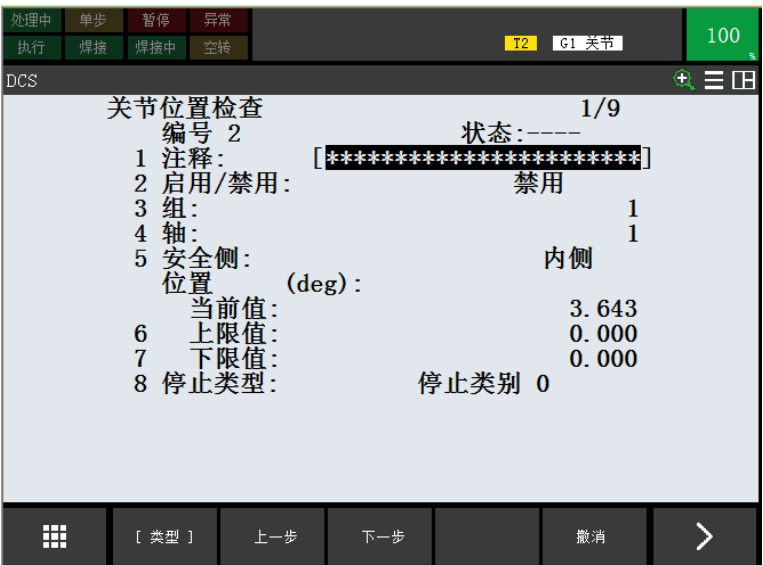 处理中 单步 暂停 异常
执行 焊接 焊接中 空转 T2 G1 关节 100 %
DCS
关节位置检查 1/9
编号 2 状态:----
1 注释: [************************]
2 启用/禁用: 禁用
3 组: 1
4 轴: 1
5 安全侧: 内侧
位置 (deg):
当前值: 3.643
6 上限值: 0.000
7 下限值: 0.000
8 停止类型: 停止类别 0
[ 类型 ] 上一步 下一步 撤消